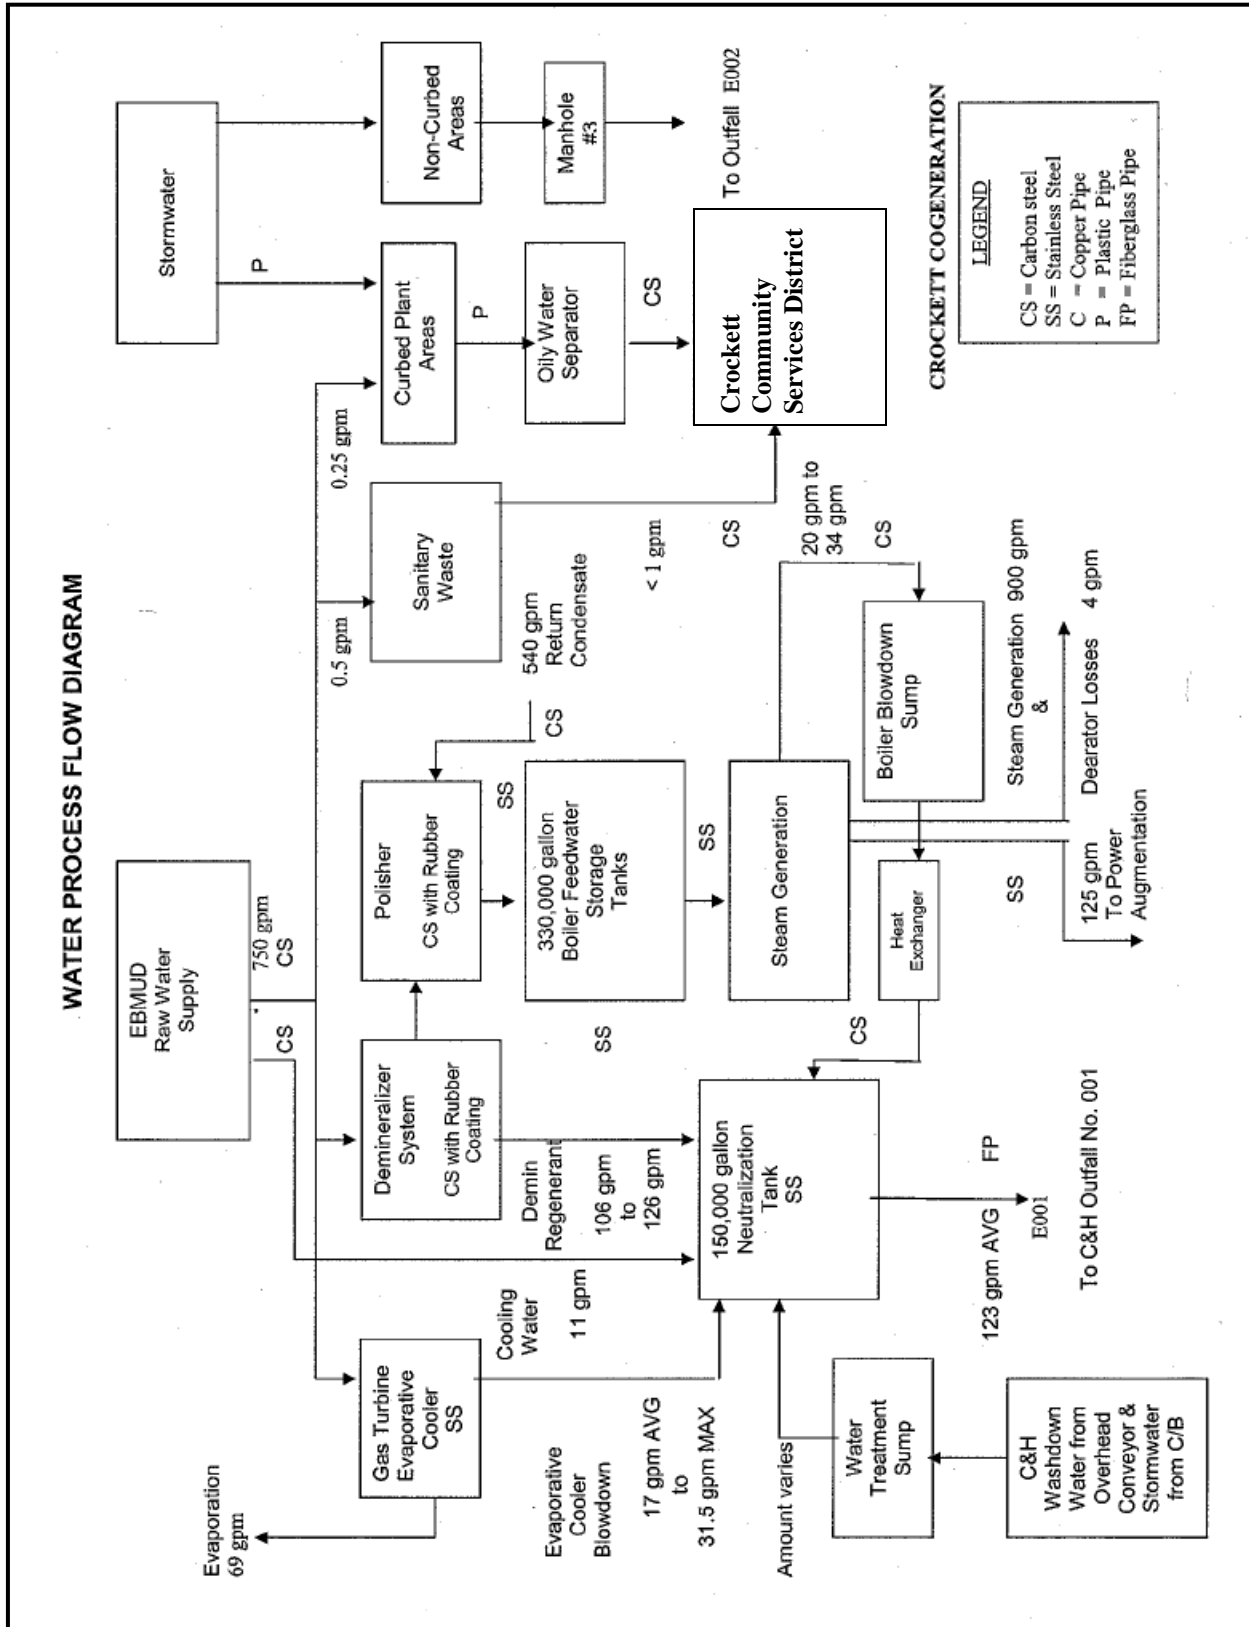 WATER PROCESS FLOW DIAGRAM
EBMUD
Raw Water
Supply
Stormwater
750 gpm
CS
CS
P
Evaporation
69 gpm
0.5 gpm
0.25 gpm
Gas Turbine
Evaporative
Cooler
SS
Demineralizer
System
CS with Rubber
Coating
Polisher
CS with Rubber
Coating
Sanitary
Waste
Curbed Plant
Areas
Non-Curbed
Areas
P
Cooling
Water
11 gpm
Demin
Regenerant
106 gpm
to
126 gpm
SS
CS
540 gpm
Return
Condensate
Oily Water
Separator
Manhole
#3
Evaporative
Cooler
Blowdown
17 gpm AVG
to
31.5 gpm MAX
SS
330,000 gallon
Boiler Feedwater
Storage
Tanks
< 1 gpm
CS
CS
To Outfall E002
SS
150,000 gallon
Neutralization
Tank
SS
Steam Generation
20 gpm to
34 gpm
CS
Crockett
Community
Services District
Amount varies
CS
Water
Treatment
Sump
Heat
Exchanger
Boiler Blowdown
Sump
123 gpm AVG
FP
E001
To C&H Outfall No. 001
SS
Steam Generation 900 gpm
&
Dearator Losses 4 gpm
125 gpm
To Power
Augmentation
C&H
Washdown
Water from
Overhead
Conveyor &
Stormwater
from C/B
CROCKETT COGENERATION
LEGEND
CS = Carbon steel
SS = Stainless Steel
C = Copper Pipe
P = Plastic Pipe
FP = Fiberglass Pipe